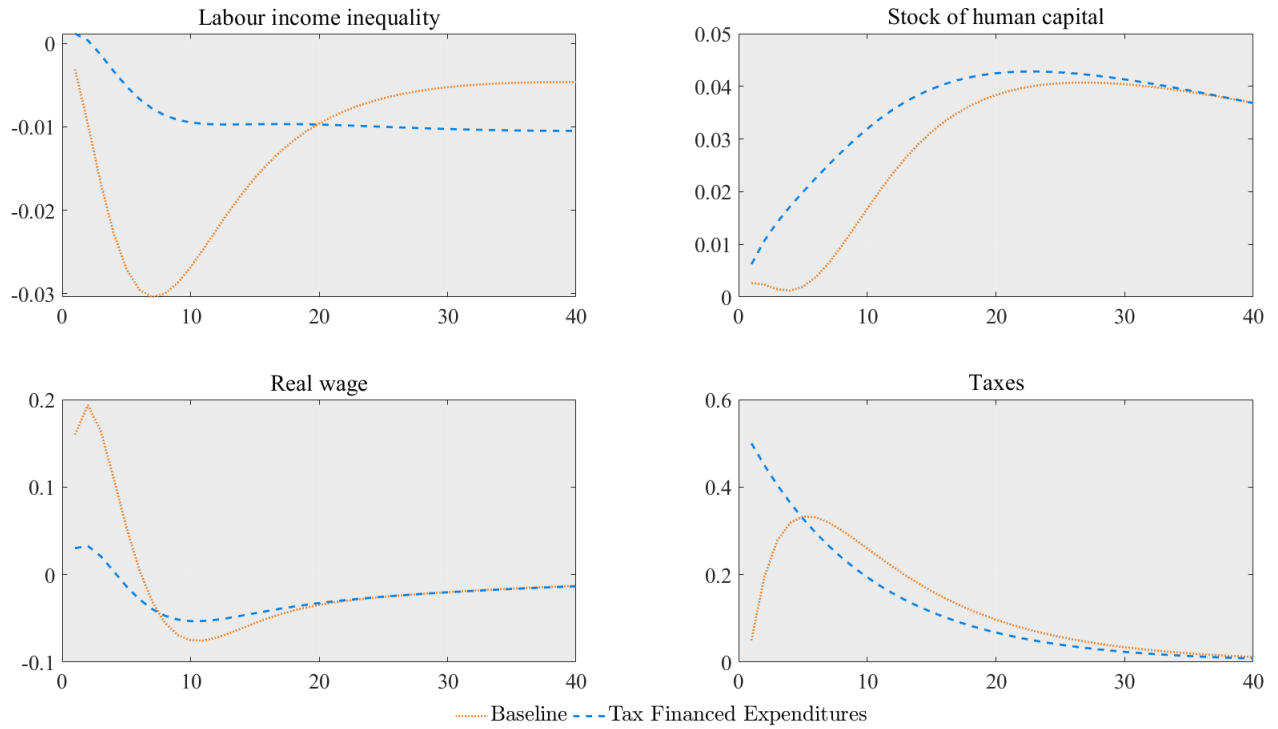 Labour income inequality
0
-0.01
-0.02
-0.03
0 10 20 30 40
Stock of human capital
0.05
0.04
0.03
0.02
0.01
0
0 10 20 30 40
Real wage
0.2
0.1
0
-0.1
0 10 20 30 40
Taxes
0.6
0.4
0.2
0
0 10 20 30 40
Baseline Tax Financed Expenditures